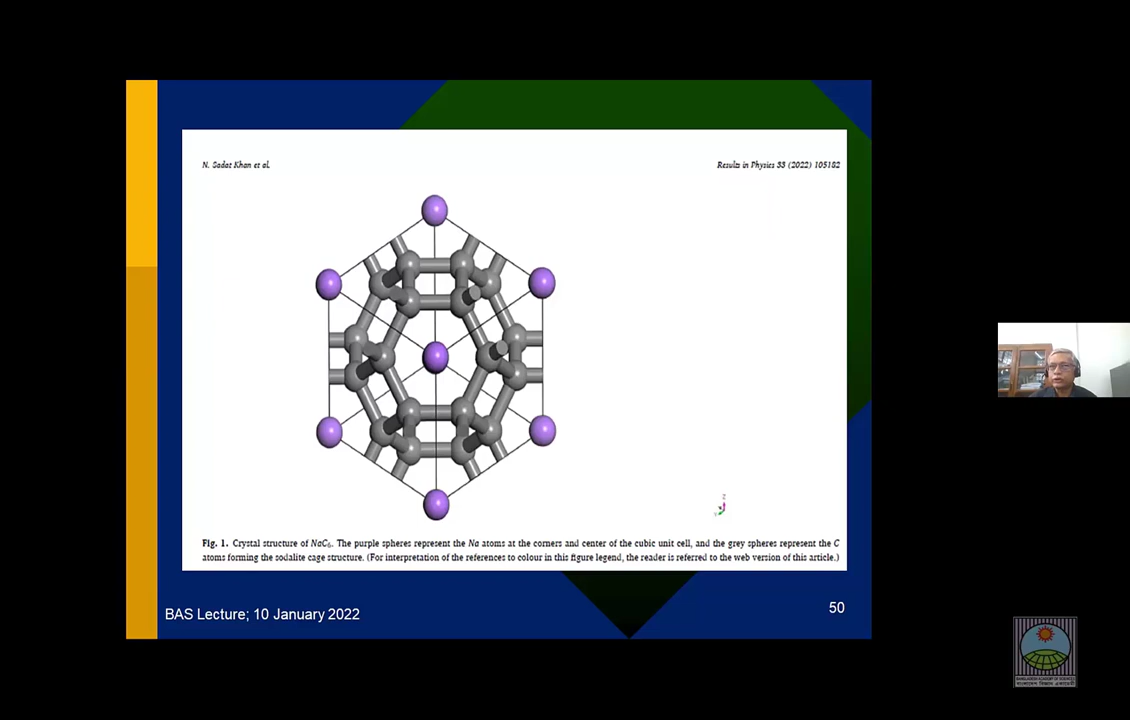 N. Sadat Khan et al.
Results in Physics 33 (2022) 105182
Fig. 1. Crystal structure of NaC₆. The purple spheres represent the Na atoms at the corners and center of the cubic unit cell, and the grey spheres represent the C
atoms forming the sodalite cage structure. (For interpretation of the references to colour in this figure legend, the reader is referred to the web version of this article.)
BAS Lecture; 10 January 2022
50